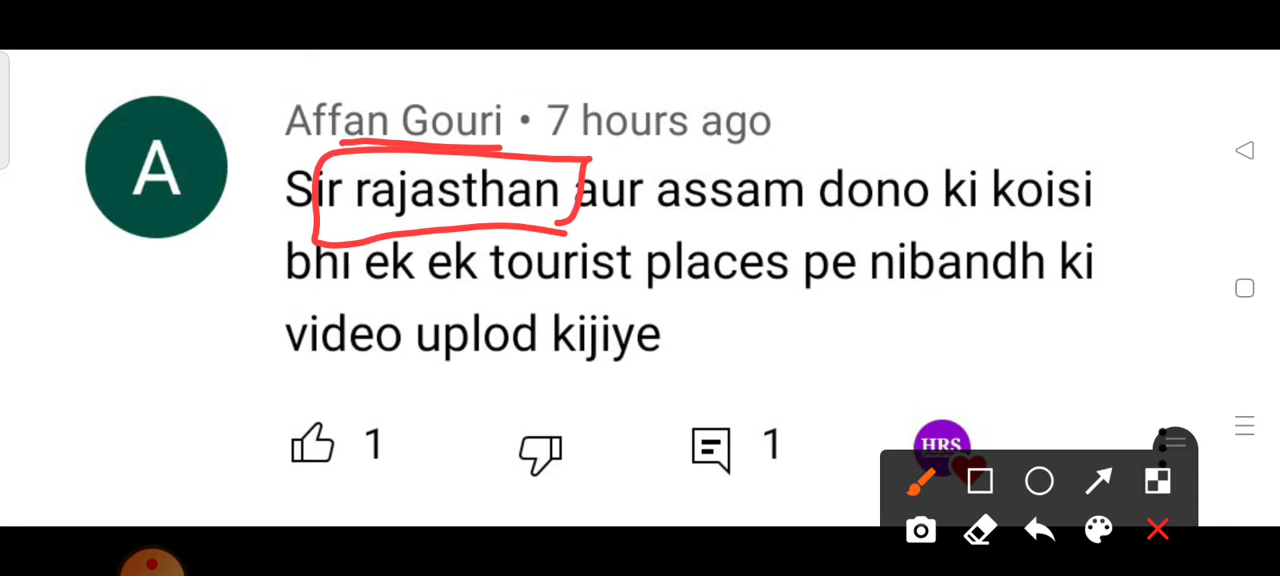 Affan Gouri • 7 hours ago
A
Sir rajasthan aur assam dono ki koisi
bhi ek ek tourist places pe nibandh ki
video uplod kijiye
1
1
HRS